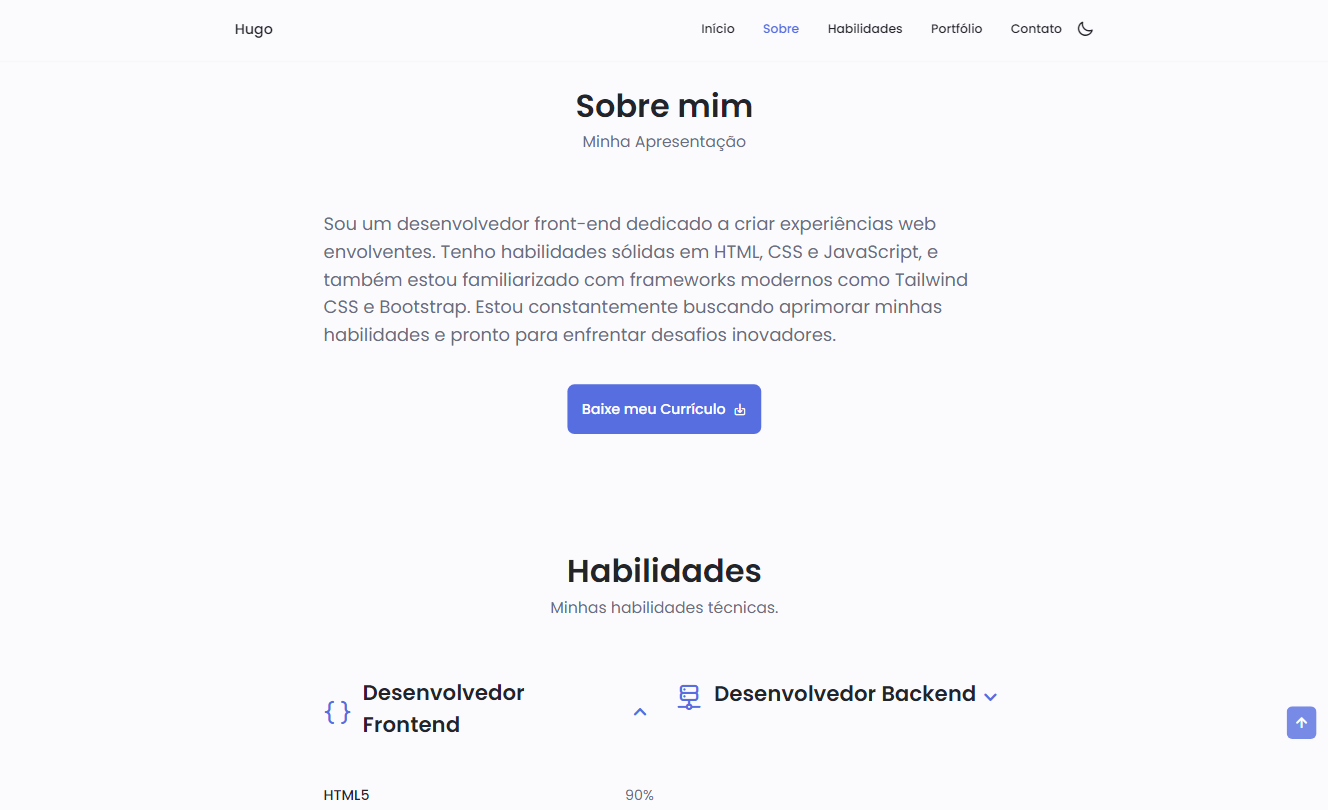 Hugo
Início Sobre Habilidades Portfólio Contato
Sobre mim
Minha Apresentação
Sou um desenvolvedor front-end dedicado a criar experiências web
envolventes. Tenho habilidades sólidas em HTML, CSS e JavaScript, e
também estou familiarizado com frameworks modernos como Tailwind
CSS e Bootstrap. Estou constantemente buscando aprimorar minhas
habilidades e pronto para enfrentar desafios inovadores.
Baixe meu Currículo
Habilidades
Minhas habilidades técnicas.
Desenvolvedor
Frontend
Desenvolvedor Backend
HTML5 90%